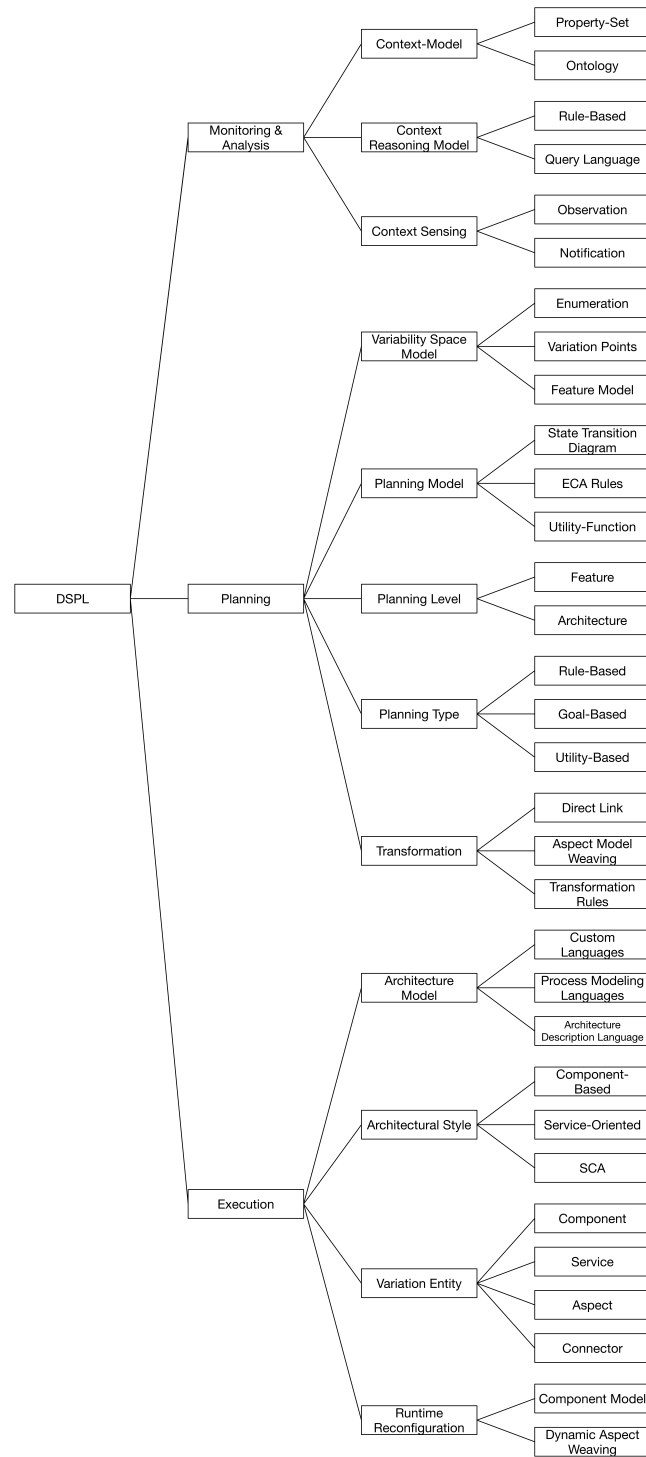 Property-Set
Context-Model
Ontology
Rule-Based
Monitoring &
Analysis
Context
Reasoning Model
Query Language
Observation
Context Sensing
Notification
Enumeration
Variability Space
Model
Variation Points
Feature Model
State Transition
Diagram
Planning Model
ECA Rules
Utility-Function
Feature
DSPL
Planning
Planning Level
Architecture
Rule-Based
Planning Type
Goal-Based
Utility-Based
Direct Link
Transformation
Aspect Model
Weaving
Transformation
Rules
Custom
Languages
Architecture
Model
Process Modeling
Languages
Architecture
Description Language
Component-
Based
Architectural Style
Service-Oriented
SCA
Execution
Component
Service
Variation Entity
Aspect
Connector
Component Model
Runtime
Reconfiguration
Dynamic Aspect
Weaving